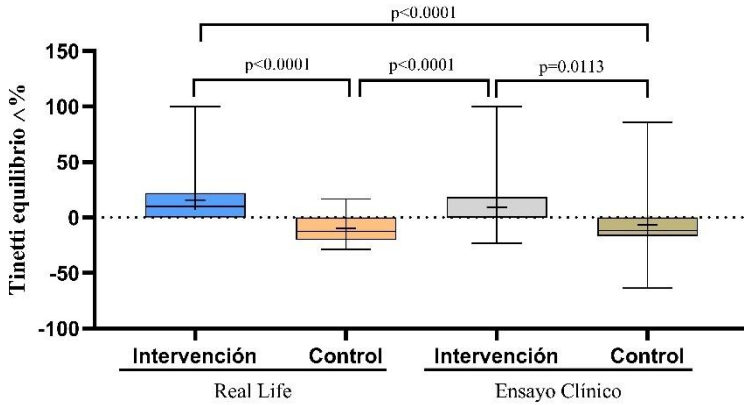 p<0.0001
p<0.0001 p<0.0001 p=0.0113
Tinetti equilibrio ^%
150
100
50
0
-50
-100
Intervención Control Intervención Control
Real Life Ensayo Clínico